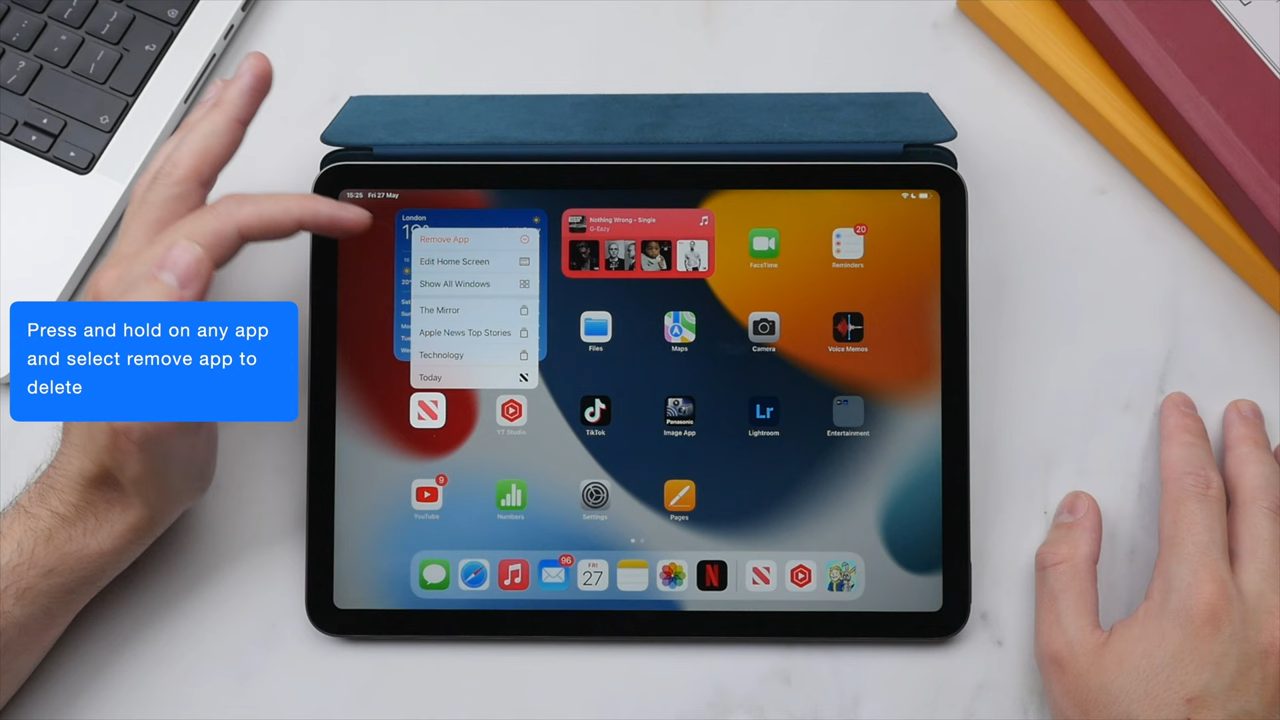 Press and hold on any app
and select remove app to
delete
15:25 Fri 27 May
London
Remove App
Edit Home Screen
Show All Windows
The Mirror
Apple News Top Stories
Technology
Today
Nothing Wrong - Single
G-Eazy
FaceTime
20
Reminders
Files
Maps
Camera
Voice Memos
YT Studio
TikTok
Panasonic
Image App
Lr
Lightroom
Entertainment
9
YouTube
Numbers
Settings
Pages
96
FRI
27
N